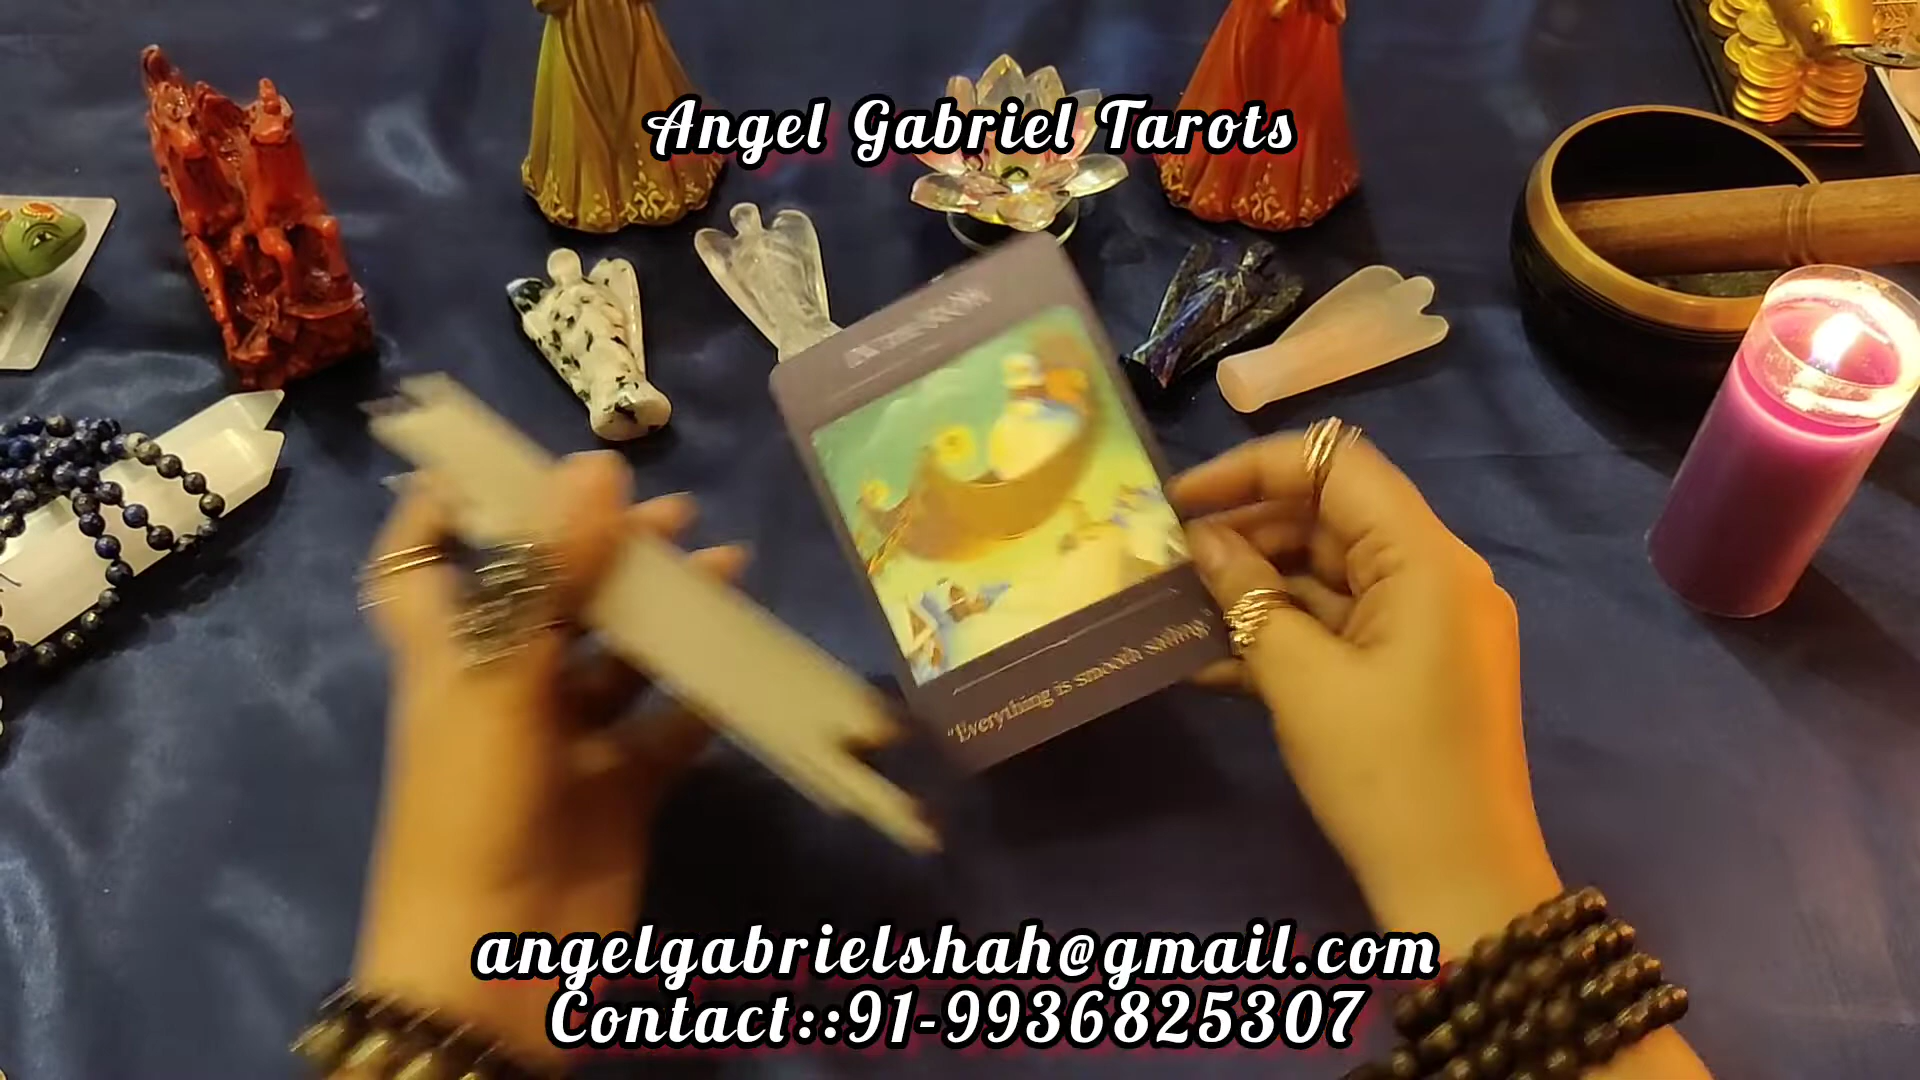 Angel Gabriel Tarots
"Everything is smooth sailing"
angelgabrielshah@gmail.com
Contact::91-9936825307